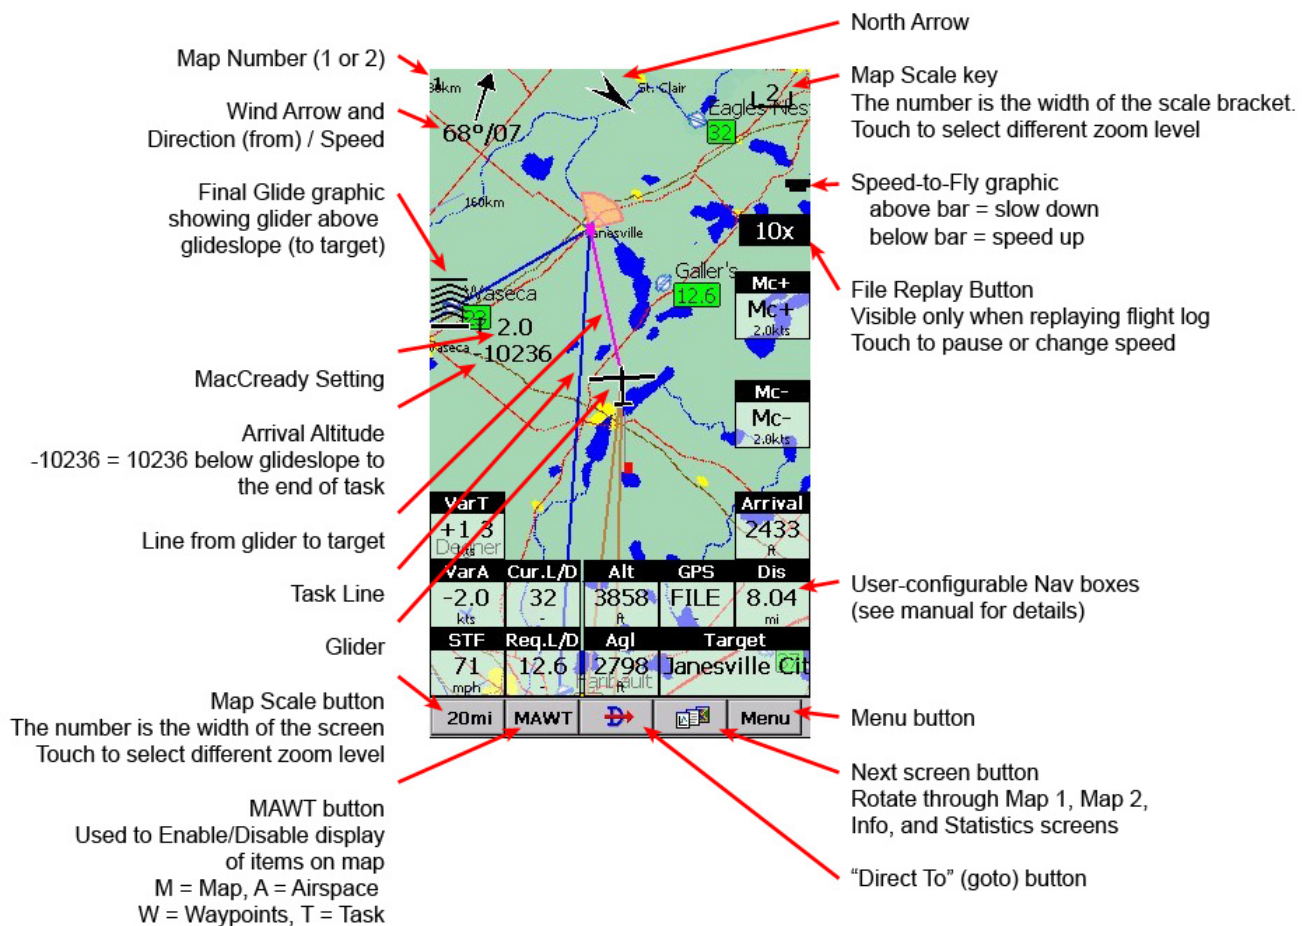 North Arrow
Map Number (1 or 2)
Map Scale key
The number is the width of the scale bracket.
Touch to select different zoom level
Wind Arrow and
Direction (from) / Speed
Final Glide graphic
showing glider above
glideslope (to target)
Speed-to-Fly graphic
above bar = slow down
below bar = speed up
File Replay Button
Visible only when replaying flight log
Touch to pause or change speed
MacCready Setting
Arrival Altitude
-10236 = 10236 below glideslope to
the end of task
Line from glider to target
Task Line
Glider
User-configurable Nav boxes
(see manual for details)
Map Scale button
The number is the width of the screen
Touch to select different zoom level
Menu button
MAWT button
Used to Enable/Disable display
of items on map
M = Map, A = Airspace
W = Waypoints, T = Task
Next screen button
Rotate through Map 1, Map 2,
Info, and Statistics screens
“Direct To” (goto) button
1
St. Clair
2
Eagles Nes
32
68º/07
160km
anesville
10x
Galler's
12.6
Waseca
2.0
-10236
aseca
Mc+
Mc+
2.0kts
Mc-
Mc-
2.0kts
VarT
+1.3
kts
Arrival
2433
ft
VarA Cur.L/D Alt GPS Dis
-2.0 32 3858 FILE 8.04
kts - ft - mi
STF Req.L/D Agl Target
71 12.6 2798 Janesville Cit
mph - ft
Faribault
20mi MAWT D Menu